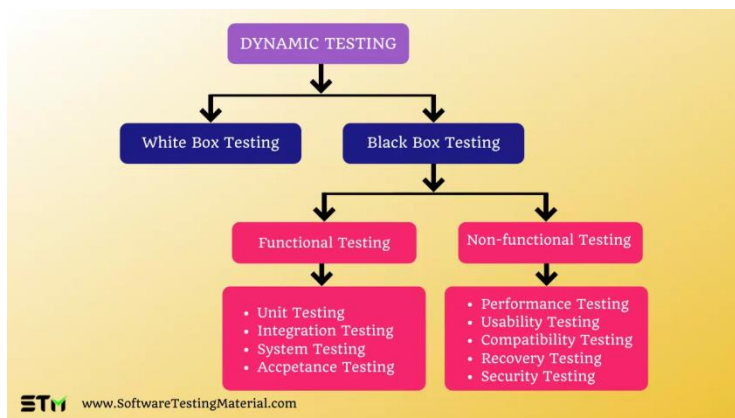 DYNAMIC TESTING
White Box Testing
Black Box Testing
Functional Testing
Non-functional Testing
• Unit Testing
• Integration Testing
• System Testing
• Accpetance Testing
• Performance Testing
• Usability Testing
• Compatibility Testing
• Recovery Testing
• Security Testing
STM www.SoftwareTestingMaterial.com